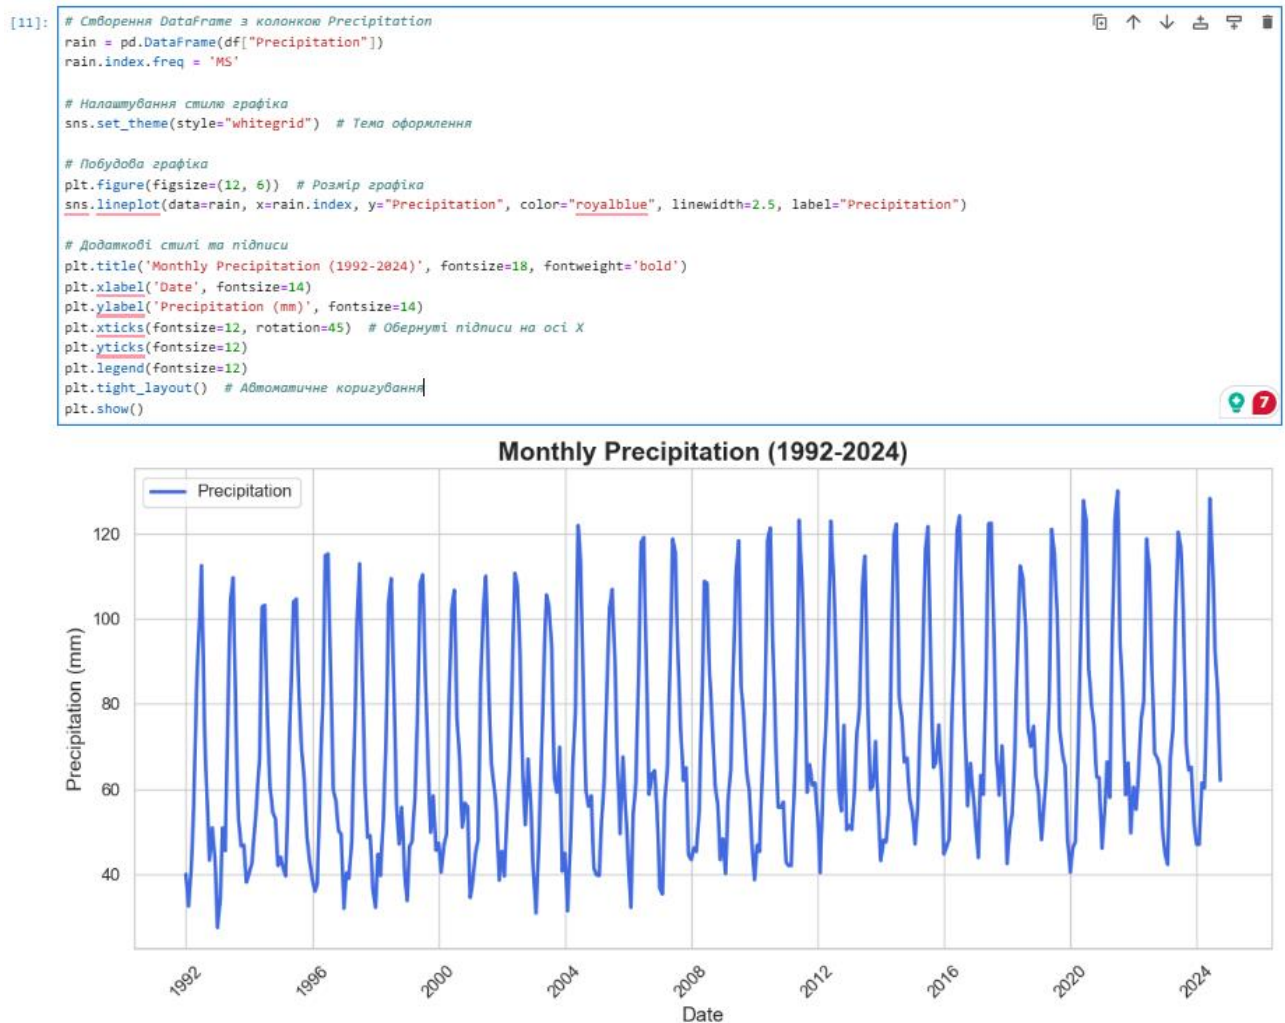 [11]:
# Створення DataFrame з колонкою Precipitation
rain = pd.DataFrame(df["Precipitation"])
rain.index.freq = 'MS'
# Налаштування стилю графіка
sns.set_theme(style="whitegrid")  # Тема оформлення
# Побудова графіка
plt.figure(figsize=(12, 6))  # Розмір графіка
sns.lineplot(data=rain, x=rain.index, y="Precipitation", color="royalblue", linewidth=2.5, label="Precipitation")
# Додаткові стилі та підписи
plt.title('Monthly Precipitation (1992-2024)', fontsize=18, fontweight='bold')
plt.xlabel('Date', fontsize=14)
plt.ylabel('Precipitation (mm)', fontsize=14)
plt.xticks(fontsize=12, rotation=45)  # Обернуті підписи на осі X
plt.yticks(fontsize=12)
plt.legend(fontsize=12)
plt.tight_layout()  # Автоматичне коригування
plt.show()
7
Monthly Precipitation (1992-2024)
Precipitation
Precipitation (mm)
120
100
80
60
40
1992
1996
2000
2004
2008
2012
2016
2020
2024
Date